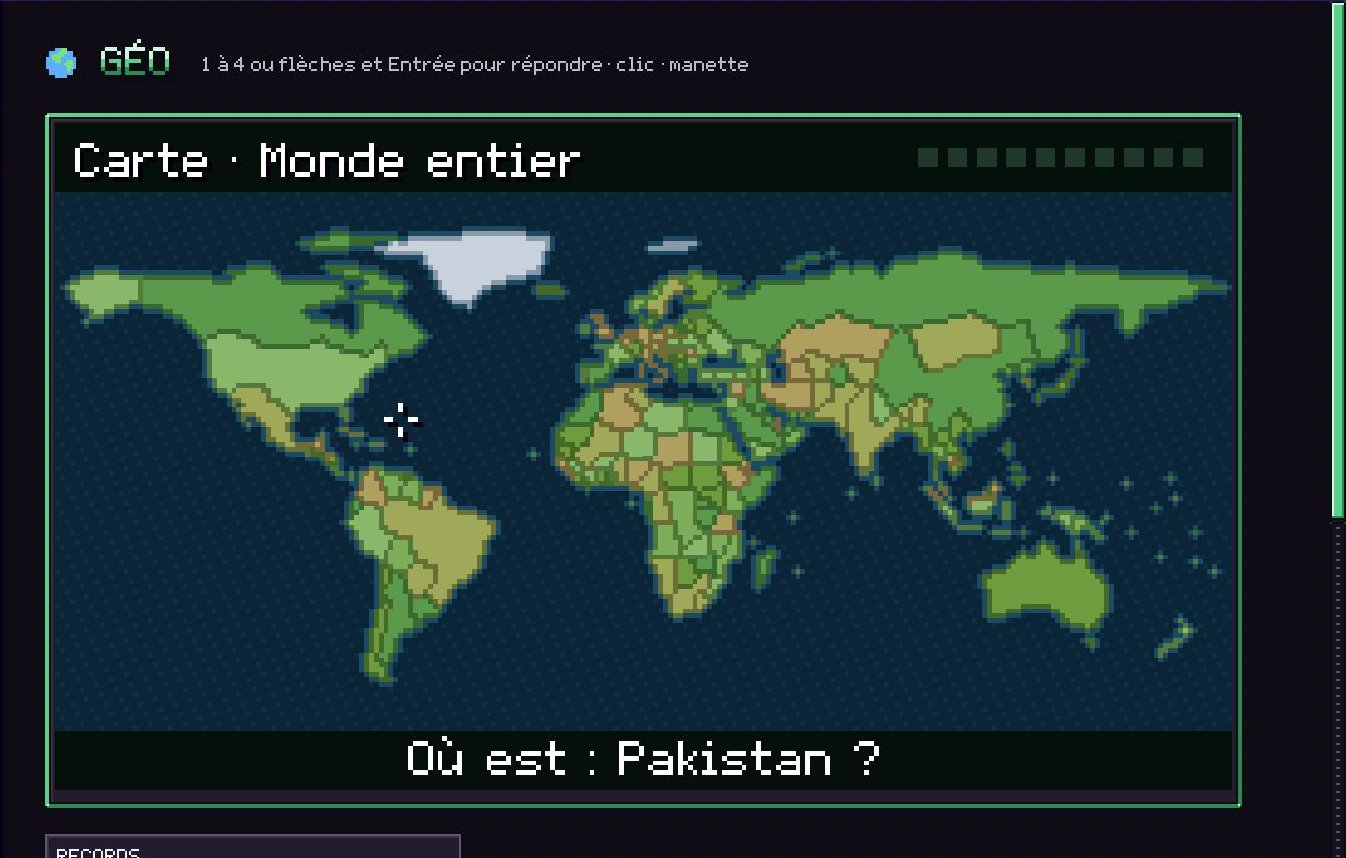 GÉO
1 à 4 ou flèches et Entrée pour répondre · clic · manette
Carte · Monde entier
Où est : Pakistan ?
RECORDS